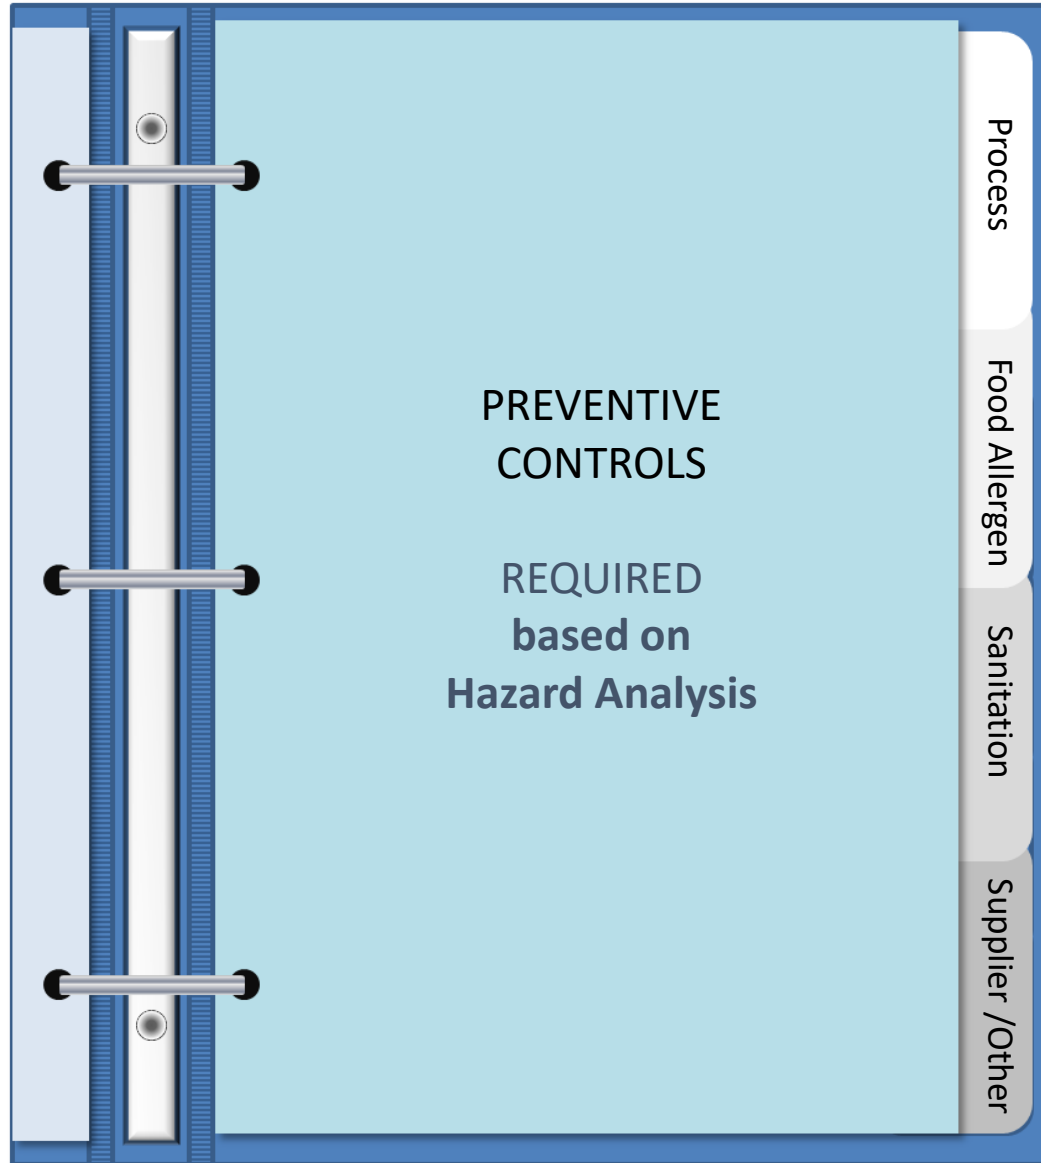 PREVENTIVE
CONTROLS
REQUIRED
based on
Hazard Analysis
Process
Food Allergen
Sanitation
Supplier /Other